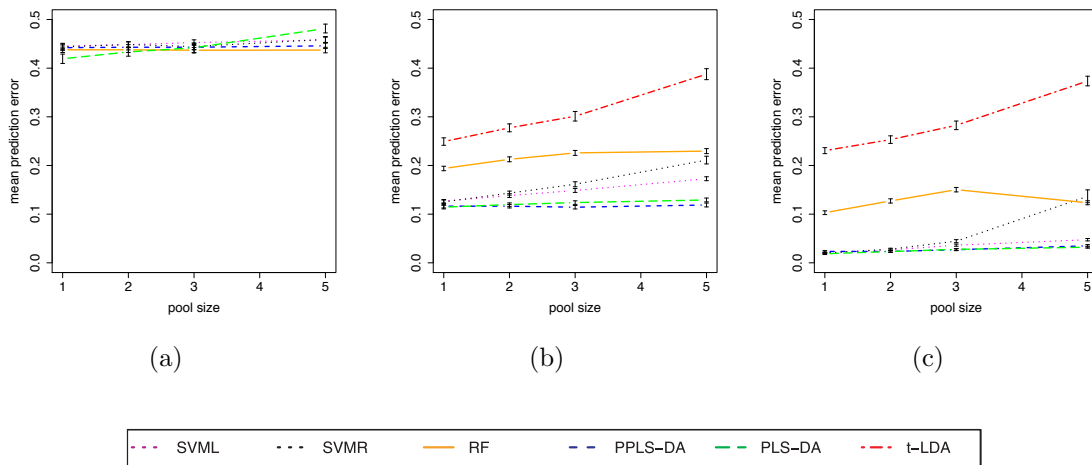 0.5
0.4
0.3
0.2
0.1
0.0
mean prediction error
1 2 3 4 5
pool size
(a)
0.5
0.4
0.3
0.2
0.1
0.0
mean prediction error
1 2 3 4 5
pool size
(b)
0.5
0.4
0.3
0.2
0.1
0.0
mean prediction error
1 2 3 4 5
pool size
(c)
SVML SVMR RF PPLS−DA PLS−DA t−LDA